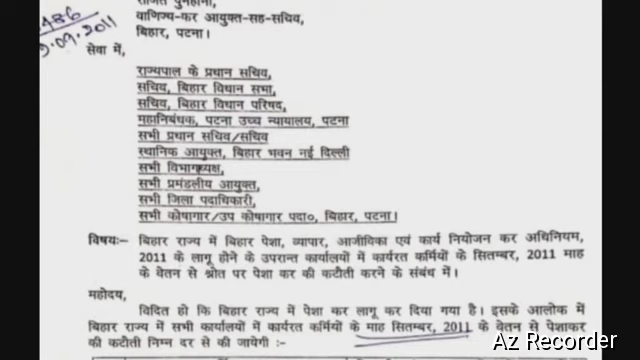 वाणिज्य-कर आयुक्त-सह-सचिव,
बिहार, पटना।
सेवा में,
राज्यपाल के प्रधान सचिव,
सचिव, बिहार विधान सभा,
सचिव, बिहार विधान परिषद,
महानिबंधक, पटना उच्च न्यायालय, पटना
सभी प्रधान सचिव/सचिव
स्थानिक आयुक्त, बिहार भवन नई दिल्ली
सभी विभागध्यक्ष,
सभी प्रमंडलीय आयुक्त,
सभी जिला पदाधिकारी,
सभी कोषागार/उप कोषागार पदा०, बिहार, पटना।
विषयः– बिहार राज्य में बिहार पेशा, व्यापार, आजीविका एवं कार्य नियोजन कर अधिनियम,
2011 के लागू होने के उपरान्त कार्यालयों में कार्यरत कर्मियों के सितम्बर, 2011 माह
के वेतन से श्रोत पर पेशा कर की कटौती करने के संबंध में।
महोदय,
विदित हो कि बिहार राज्य में पेशा कर लागू कर दिया गया है। इसके आलोक में
बिहार राज्य में सभी कार्यालयों में कार्यरत कर्मियों के माह सितम्बर, 2011 के वेतन से पेशाकर
की कटौती निम्न दर से की जायेगी :-
Az Recorder